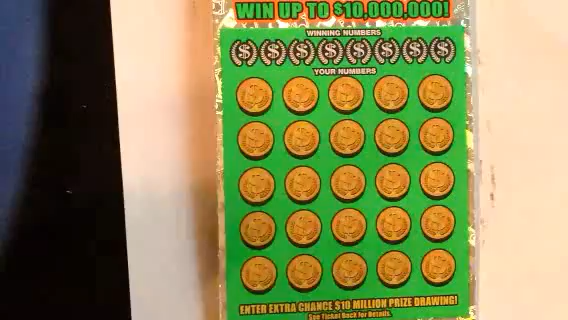 WIN UP TO $10,000,000!
WINNING NUMBERS
$ $ $ $ $ $ $ $
YOUR NUMBERS
$ $ $ $ $
$ $ $ $ $
$ $ $ $ $
$ $ $ $ $
$ $ $ $ $
ENTER EXTRA CHANCE $10 MILLION PRIZE DRAWING!
See Ticket Back for Details.